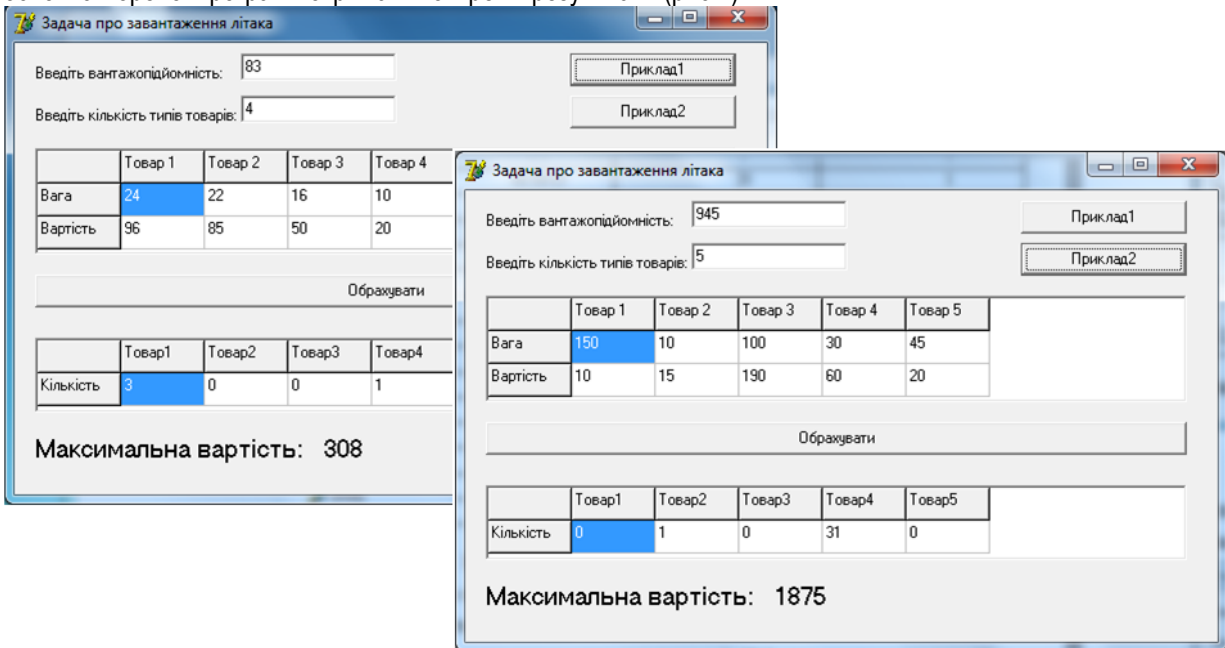 Задача про завантаження літака
Введіть вантажопідйомність: 83
Приклад1
Введіть кількість типів товарів: 4
Приклад2
Товар 1 Товар 2 Товар 3 Товар 4
Вага 24 22 16 10
Вартість 96 85 50 20
Обрахувати
Товар1 Товар2 Товар3 Товар4
Кількість 3 0 0 1
Максимальна вартість: 308
Задача про завантаження літака
Введіть вантажопідйомність: 945
Приклад1
Введіть кількість типів товарів: 5
Приклад2
Товар 1 Товар 2 Товар 3 Товар 4 Товар 5
Вага 150 10 100 30 45
Вартість 10 15 190 60 20
Обрахувати
Товар1 Товар2 Товар3 Товар4 Товар5
Кількість 0 1 0 31 0
Максимальна вартість: 1875